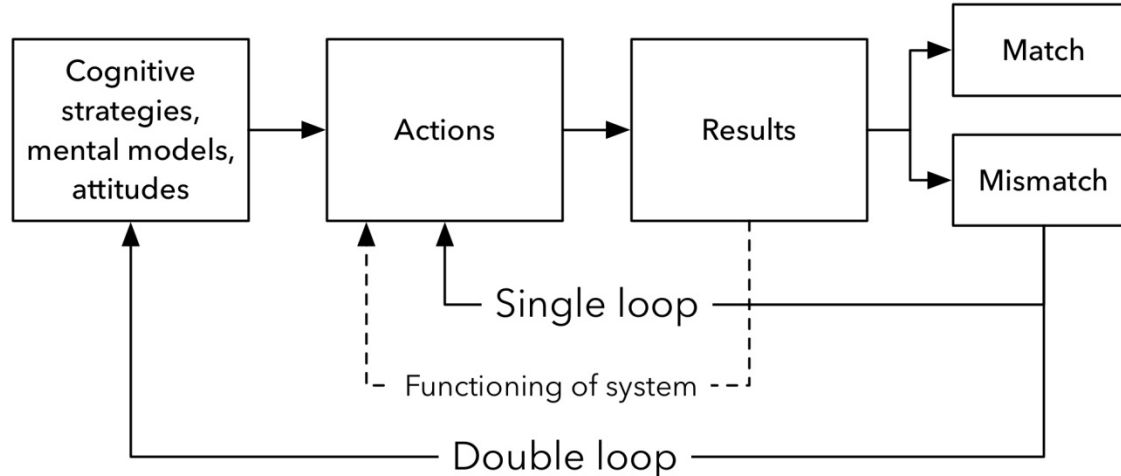 Cognitive
strategies,
mental models,
attitudes
Actions
Results
Match
Mismatch
Single loop
Functioning of system
Double loop